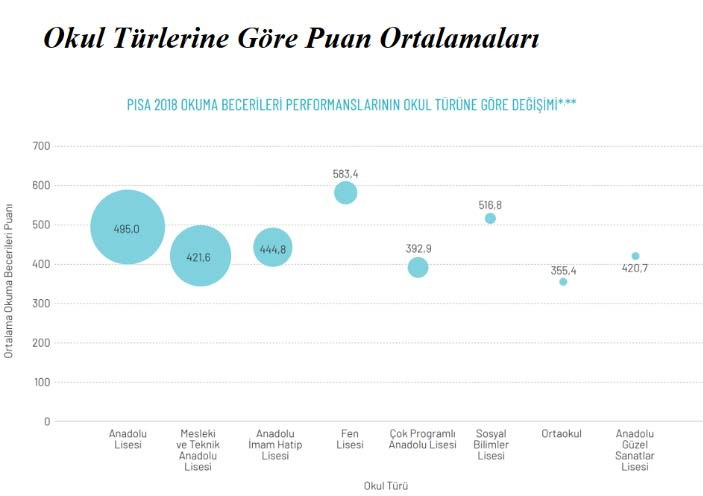 Okul Türlerine Göre Puan Ortalamaları
PISA 2018 OKUMA BECERİLERİ PERFORMANSLARININ OKUL TÜRÜNE GÖRE DEĞİŞİMİ*,**
Ortalama Okuma Becerileri Puanı
700
600
500
400
300
200
100
0
495,0
421,6
444,8
583,4
392,9
516,8
355,4
420,7
Anadolu
Lisesi
Mesleki
ve Teknik
Anadolu
Lisesi
Anadolu
İmam Hatip
Lisesi
Fen
Lisesi
Çok Programlı
Anadolu Lisesi
Sosyal
Bilimler
Lisesi
Ortaokul
Anadolu
Güzel
Sanatlar
Lisesi
Okul Türü